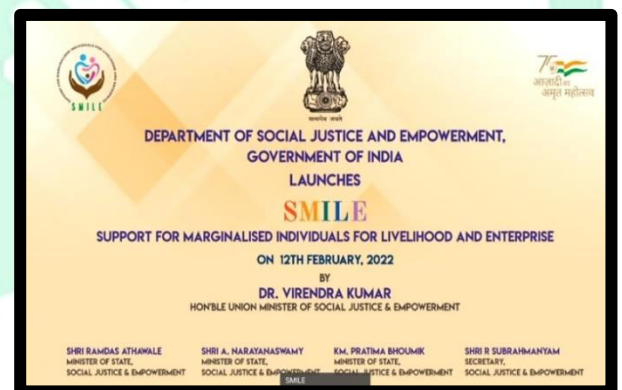 SMILE
सत्यमेव जयते
75
आज़ादी का
अमृत महोत्सव
DEPARTMENT OF SOCIAL JUSTICE AND EMPOWERMENT,
GOVERNMENT OF INDIA
LAUNCHES
SMILE
SUPPORT FOR MARGINALISED INDIVIDUALS FOR LIVELIHOOD AND ENTERPRISE
ON 12TH FEBRUARY, 2022
BY
DR. VIRENDRA KUMAR
HON'BLE UNION MINISTER OF SOCIAL JUSTICE & EMPOWERMENT
SHRI RAMDAS ATHAWALE
MINISTER OF STATE,
SOCIAL JUSTICE & EMPOWERMENT
SHRI A. NARAYANASWAMY
MINISTER OF STATE,
SOCIAL JUSTICE & EMPOWERMENT
KM. PRATIMA BHOUMIK
MINISTER OF STATE,
SOCIAL JUSTICE & EMPOWERMENT
SHRI R SUBRAHMANYAM
SECRETARY,
SOCIAL JUSTICE & EMPOWERMENT
SMILE